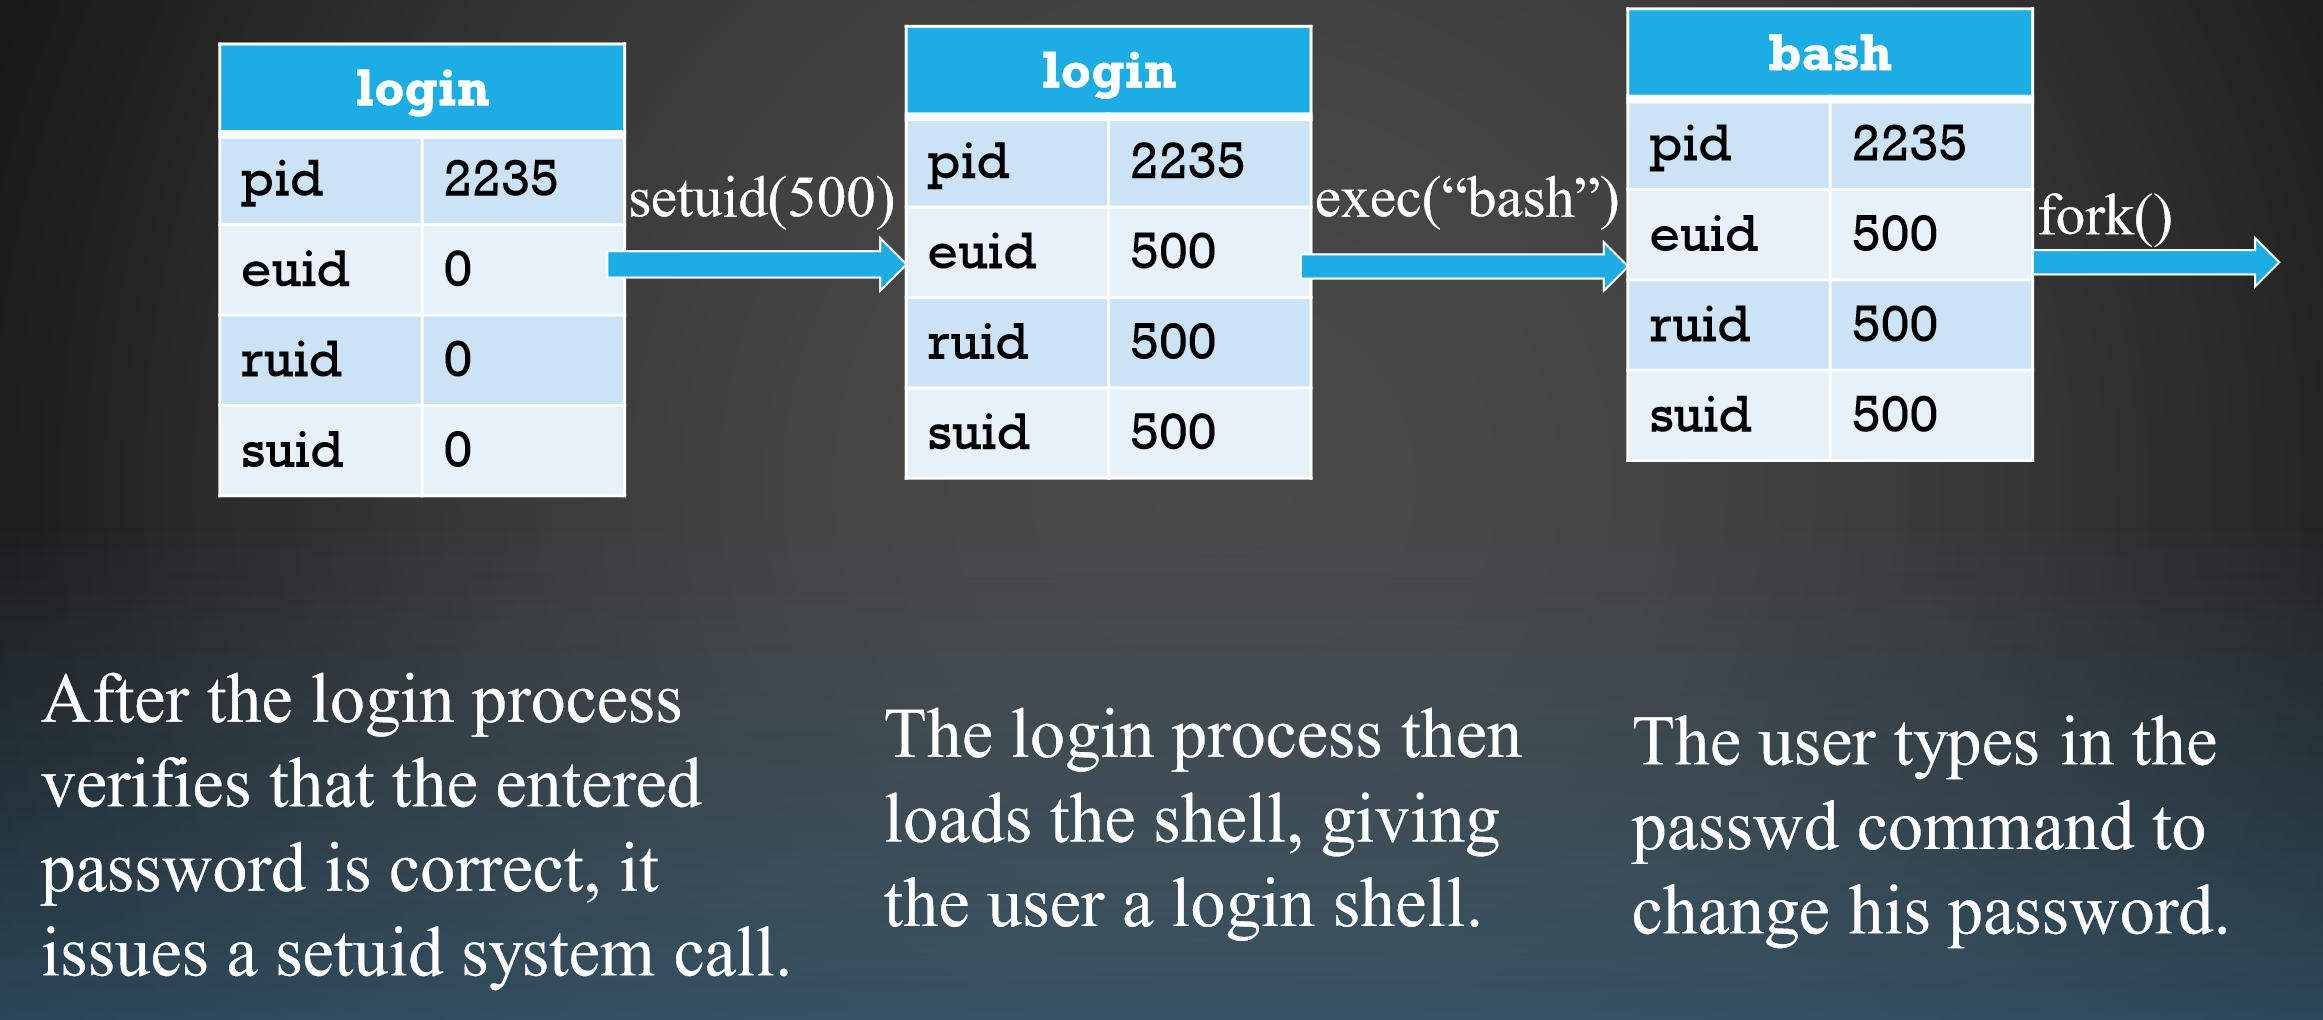 login
pid 2235
euid 0
ruid 0
suid 0
setuid(500)
login
pid 2235
euid 500
ruid 500
suid 500
exec(“bash”)
bash
pid 2235
euid 500
ruid 500
suid 500
fork()
After the login process
verifies that the entered
password is correct, it
issues a setuid system call.
The login process then
loads the shell, giving
the user a login shell.
The user types in the
passwd command to
change his password.